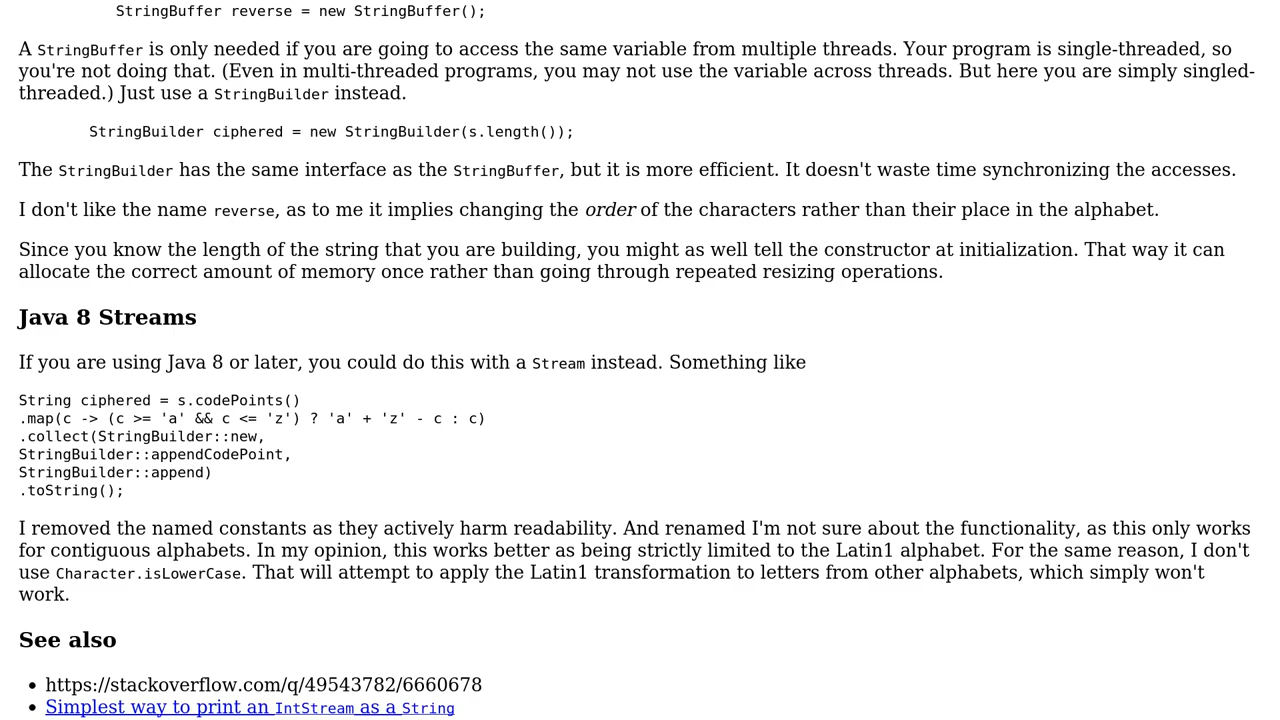 StringBuffer reverse = new StringBuffer();
A StringBuffer is only needed if you are going to access the same variable from multiple threads. Your program is single-threaded, so
you're not doing that. (Even in multi-threaded programs, you may not use the variable across threads. But here you are simply singled-
threaded.) Just use a StringBuilder instead.
StringBuilder ciphered = new StringBuilder(s.length());
The StringBuilder has the same interface as the StringBuffer, but it is more efficient. It doesn't waste time synchronizing the accesses.
I don't like the name reverse, as to me it implies changing the order of the characters rather than their place in the alphabet.
Since you know the length of the string that you are building, you might as well tell the constructor at initialization. That way it can
allocate the correct amount of memory once rather than going through repeated resizing operations.
Java 8 Streams
If you are using Java 8 or later, you could do this with a Stream instead. Something like
String ciphered = s.codePoints()
.map(c -> (c >= 'a' && c <= 'z') ? 'a' + 'z' - c : c)
.collect(StringBuilder::new,
StringBuilder::appendCodePoint,
StringBuilder::append)
.toString();
I removed the named constants as they actively harm readability. And renamed I'm not sure about the functionality, as this only works
for contiguous alphabets. In my opinion, this works better as being strictly limited to the Latin1 alphabet. For the same reason, I don't
use Character.isLowerCase. That will attempt to apply the Latin1 transformation to letters from other alphabets, which simply won't
work.
See also
• https://stackoverflow.com/q/49543782/6660678
• Simplest way to print an IntStream as a String